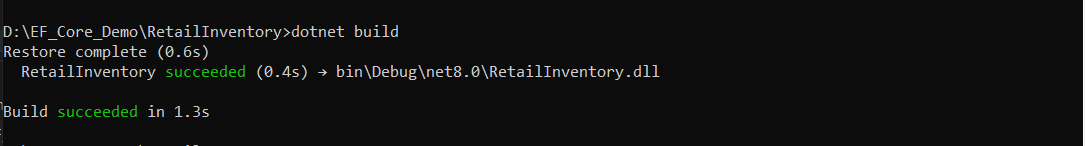 D:\EF_Core_Demo\RetailInventory>dotnet build
Restore complete (0.6s)
  RetailInventory succeeded (0.4s) → bin\Debug\net8.0\RetailInventory.dll
Build succeeded in 1.3s